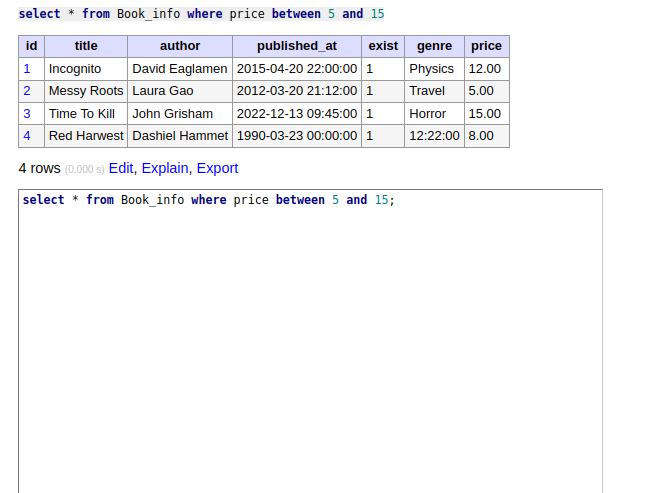 select * from Book_info where price between 5 and 15
id title author published_at exist genre price
1 Incognito David Eaglamen 2015-04-20 22:00:00 1 Physics 12.00
2 Messy Roots Laura Gao 2012-03-20 21:12:00 1 Travel 5.00
3 Time To Kill John Grisham 2022-12-13 09:45:00 1 Horror 15.00
4 Red Harwest Dashiel Hammet 1990-03-23 00:00:00 1 12:22:00 8.00
4 rows (0.000 s) Edit, Explain, Export
select * from Book_info where price between 5 and 15;